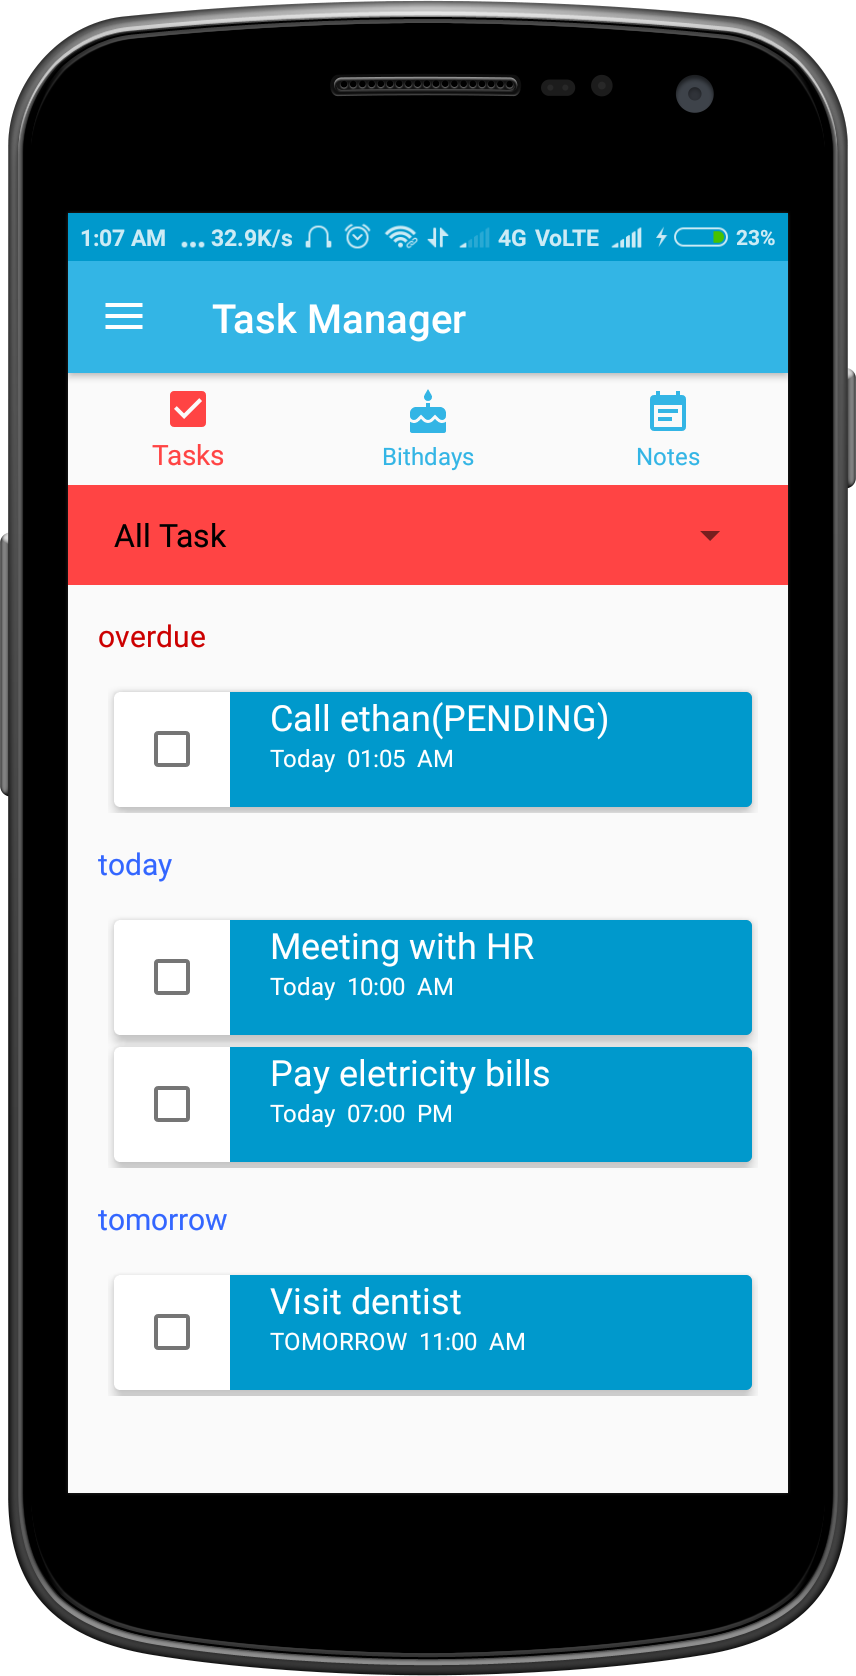 1:07 AM ... 32.9K/s 4G VoLTE 23%
Task Manager
Tasks Bithdays Notes
All Task
overdue
Call ethan(PENDING)
Today 01:05 AM
today
Meeting with HR
Today 10:00 AM
Pay eletricity bills
Today 07:00 PM
tomorrow
Visit dentist
TOMORROW 11:00 AM